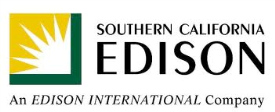 SOUTHERN CALIFORNIA
EDISON
An EDISON INTERNATIONAL Company